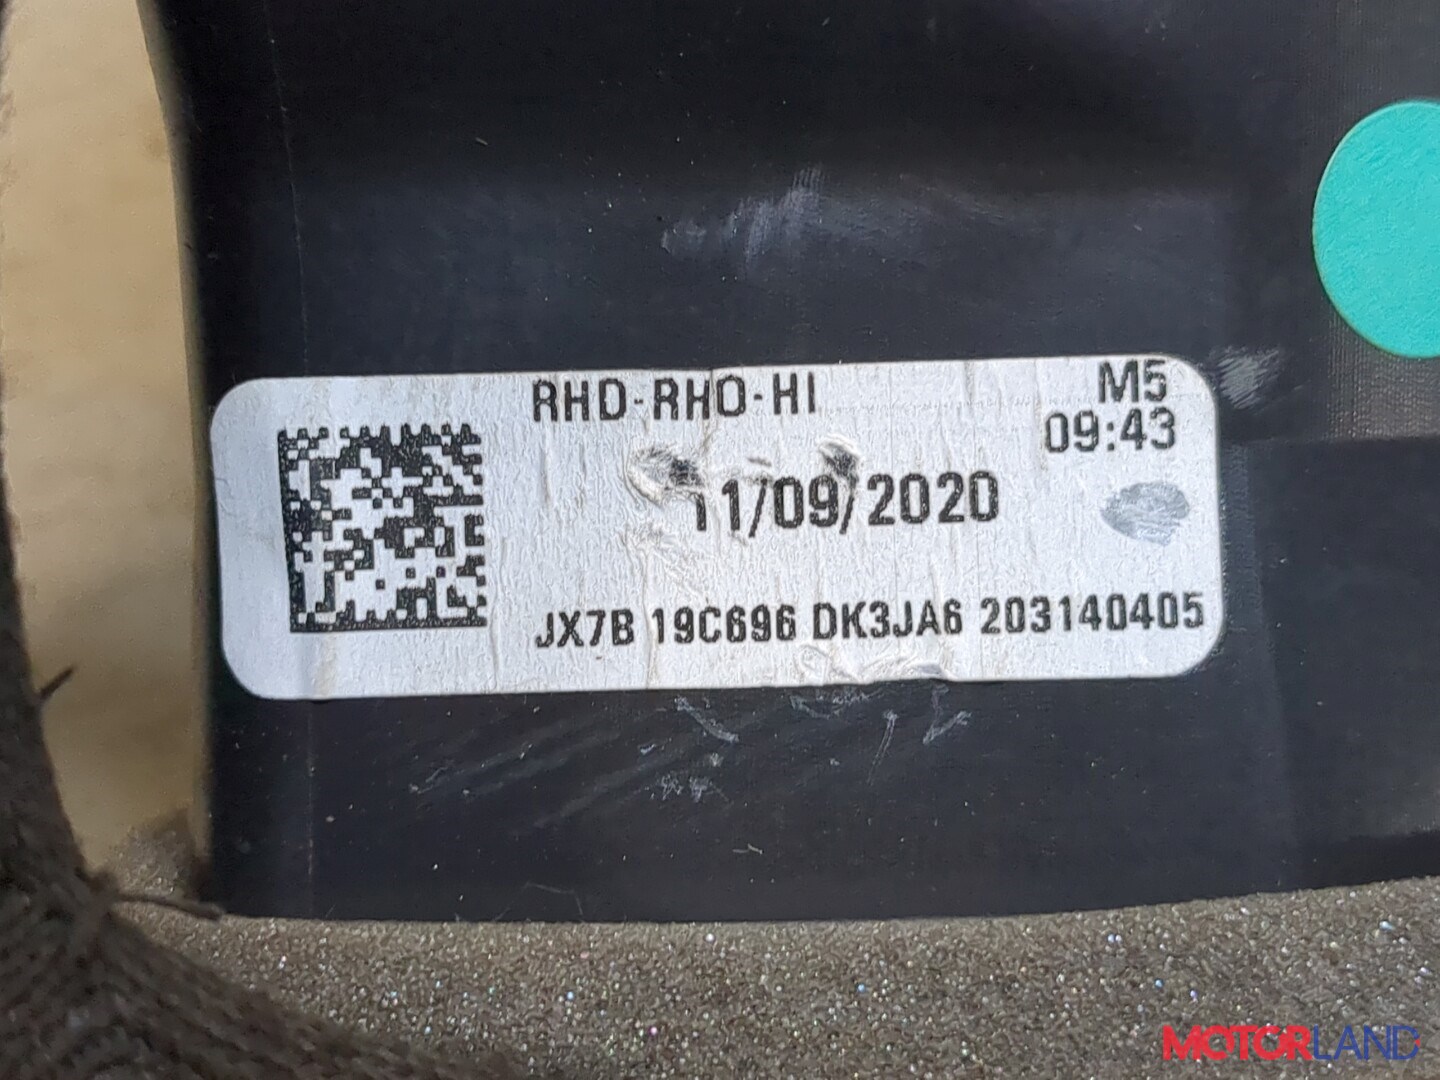 RHD-RHO-HI
M5
09:43
11/09/2020
JX7B 19C696 DK3JA6 203140405
MOTORLAND